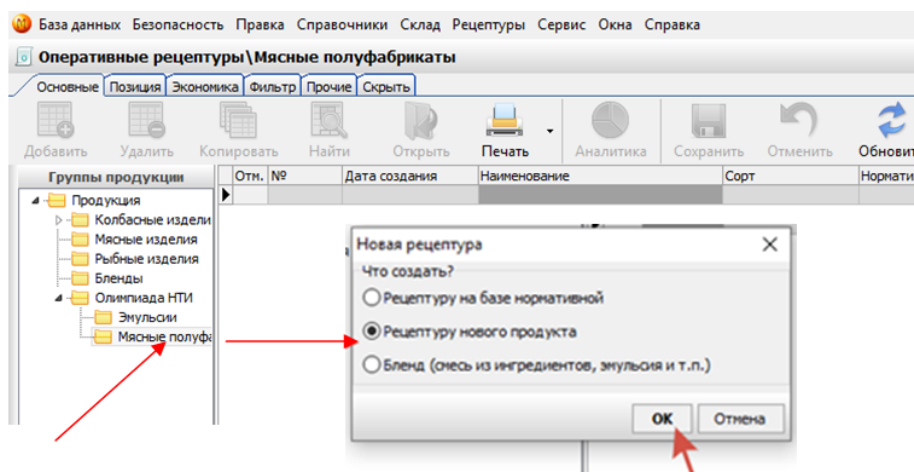 База данных Безопасность Правка Справочники Склад Рецептуры Сервис Окна Справка
Оперативные рецептуры\Мясные полуфабрикаты
Основные Позиция Экономика Фильтр Прочие Скрыть
Добавить Удалить Копировать Найти Открыть Печать Аналитика Сохранить Отменить Обновит
Группы продукции Отм. № Дата создания Наименование Сорт Нормати
Продукция
Колбасные издели
Мясные изделия
Рыбные изделия
Бленды
Олимпиада НТИ
Эмульсии
Мясные полуфа
Новая рецептура
Что создать?
Рецептуру на базе нормативной
Рецептуру нового продукта
Бленд (смесь из ингредиентов, эмульсия и т.п.)
ОК Отмена